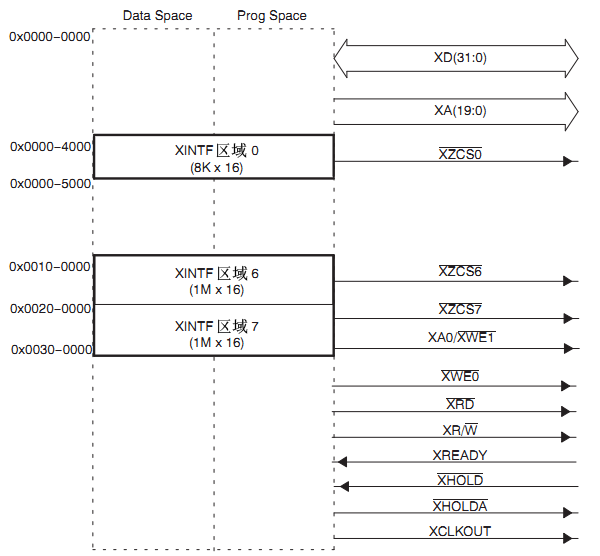 Data Space Prog Space
0x0000–0000
XD(31:0)
XA(19:0)
0x0000–4000
XINTF 区域 0
(8K x 16)
XZCS0
0x0000–5000
0x0010–0000
XINTF 区域 6
(1M x 16)
XZCS6
0x0020–0000
XZCS7
XINTF 区域 7
(1M x 16)
XA0/XWE1
0x0030–0000
XWE0
XRD
XR/W
XREADY
XHOLD
XHOLDA
XCLKOUT